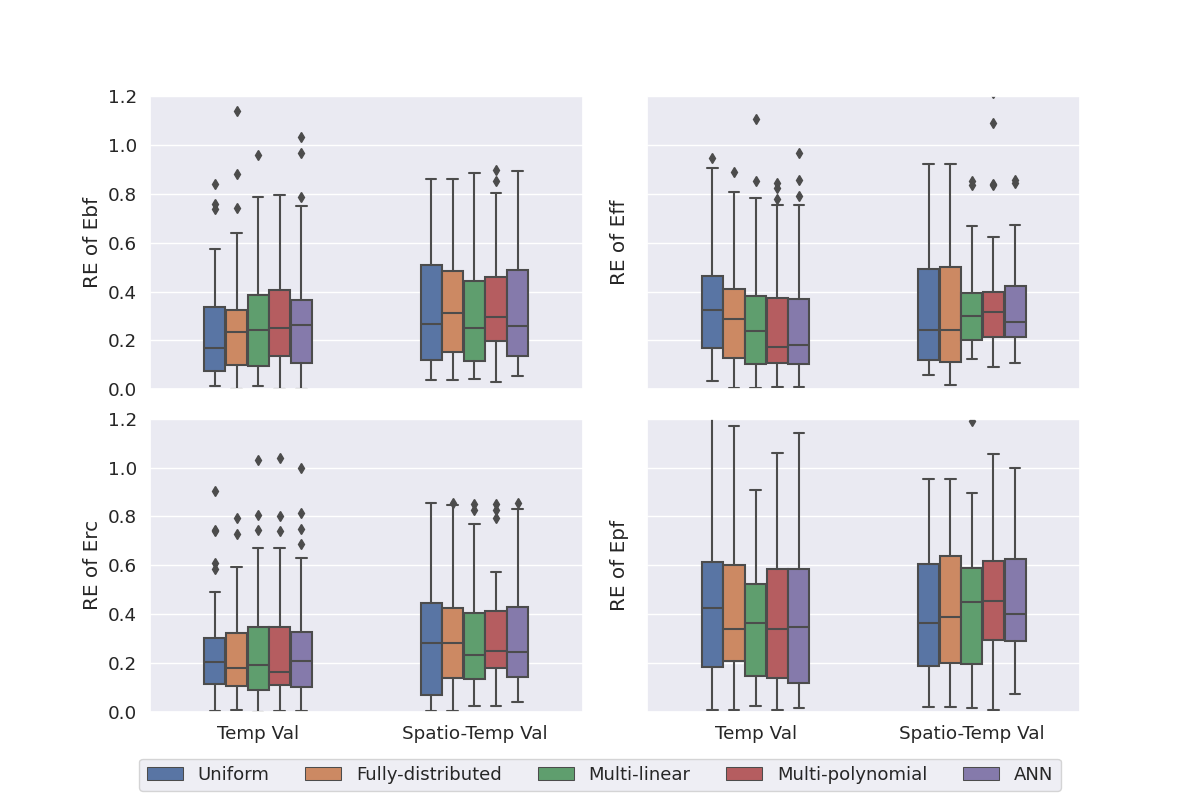 1.2
1.0
0.8
0.6
0.4
0.2
0.0
RE of Ebf
RE of Eff
1.2
1.0
0.8
0.6
0.4
0.2
0.0
RE of Erc
RE of Epf
Temp Val Spatio-Temp Val
Temp Val Spatio-Temp Val
Uniform Fully-distributed Multi-linear Multi-polynomial ANN